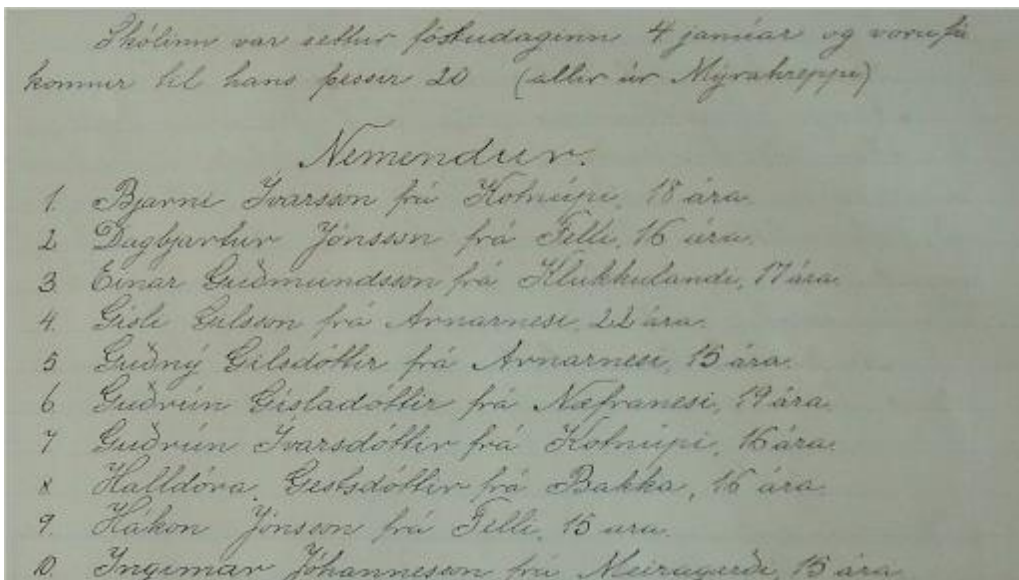 Skólinn var settur föstudaginn 4 janúar og voru þá
komnir til hans þessir 20 (allir úr Mýrahreppi)
Nemendur.
1. Bjarni Ívarsson frá Kotnúpi, 18 ára.
2. Dagbjartur Jónsson frá Felli, 16 ára.
3. Einar Guðmundsson frá Klukkulandi, 17 ára.
4. Gísli Gilsson frá Arnarnesi, 22 ára.
5. Guðný Gilsdóttir frá Arnarnesi, 15 ára.
6. Guðrún Gísladóttir frá Næfranesi, 19 ára.
7. Guðrún Ívarsdóttir frá Kotnúpi, 16 ára.
8. Halldóra Gestsdóttir frá Bakka, 16 ára.
9. Hákon Jónsson frá Felli, 15 ára.
10. Ingimar Jóhannesson frá Meiragarði, 15 ára.